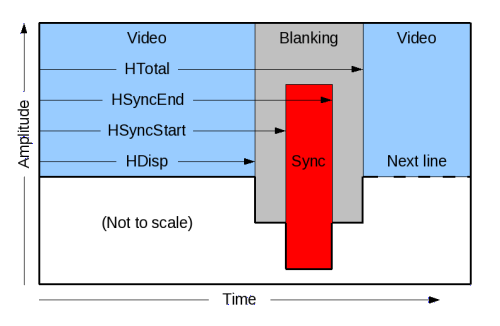 Video
Blanking
Video
HTotal
HSyncEnd
HSyncStart
HDisp
Sync
Next line
Amplitude
(Not to scale)
Time